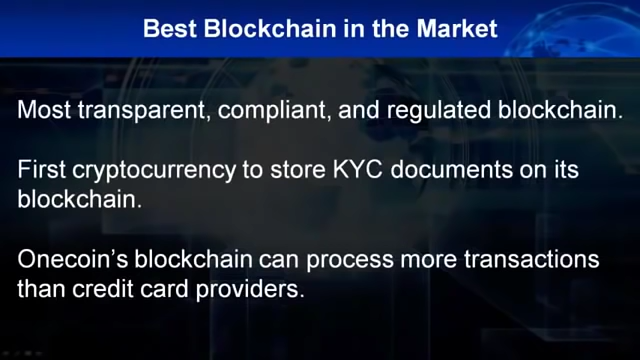 Best Blockchain in the Market
Most transparent, compliant, and regulated blockchain.
First cryptocurrency to store KYC documents on its
blockchain.
Onecoin's blockchain can process more transactions
than credit card providers.